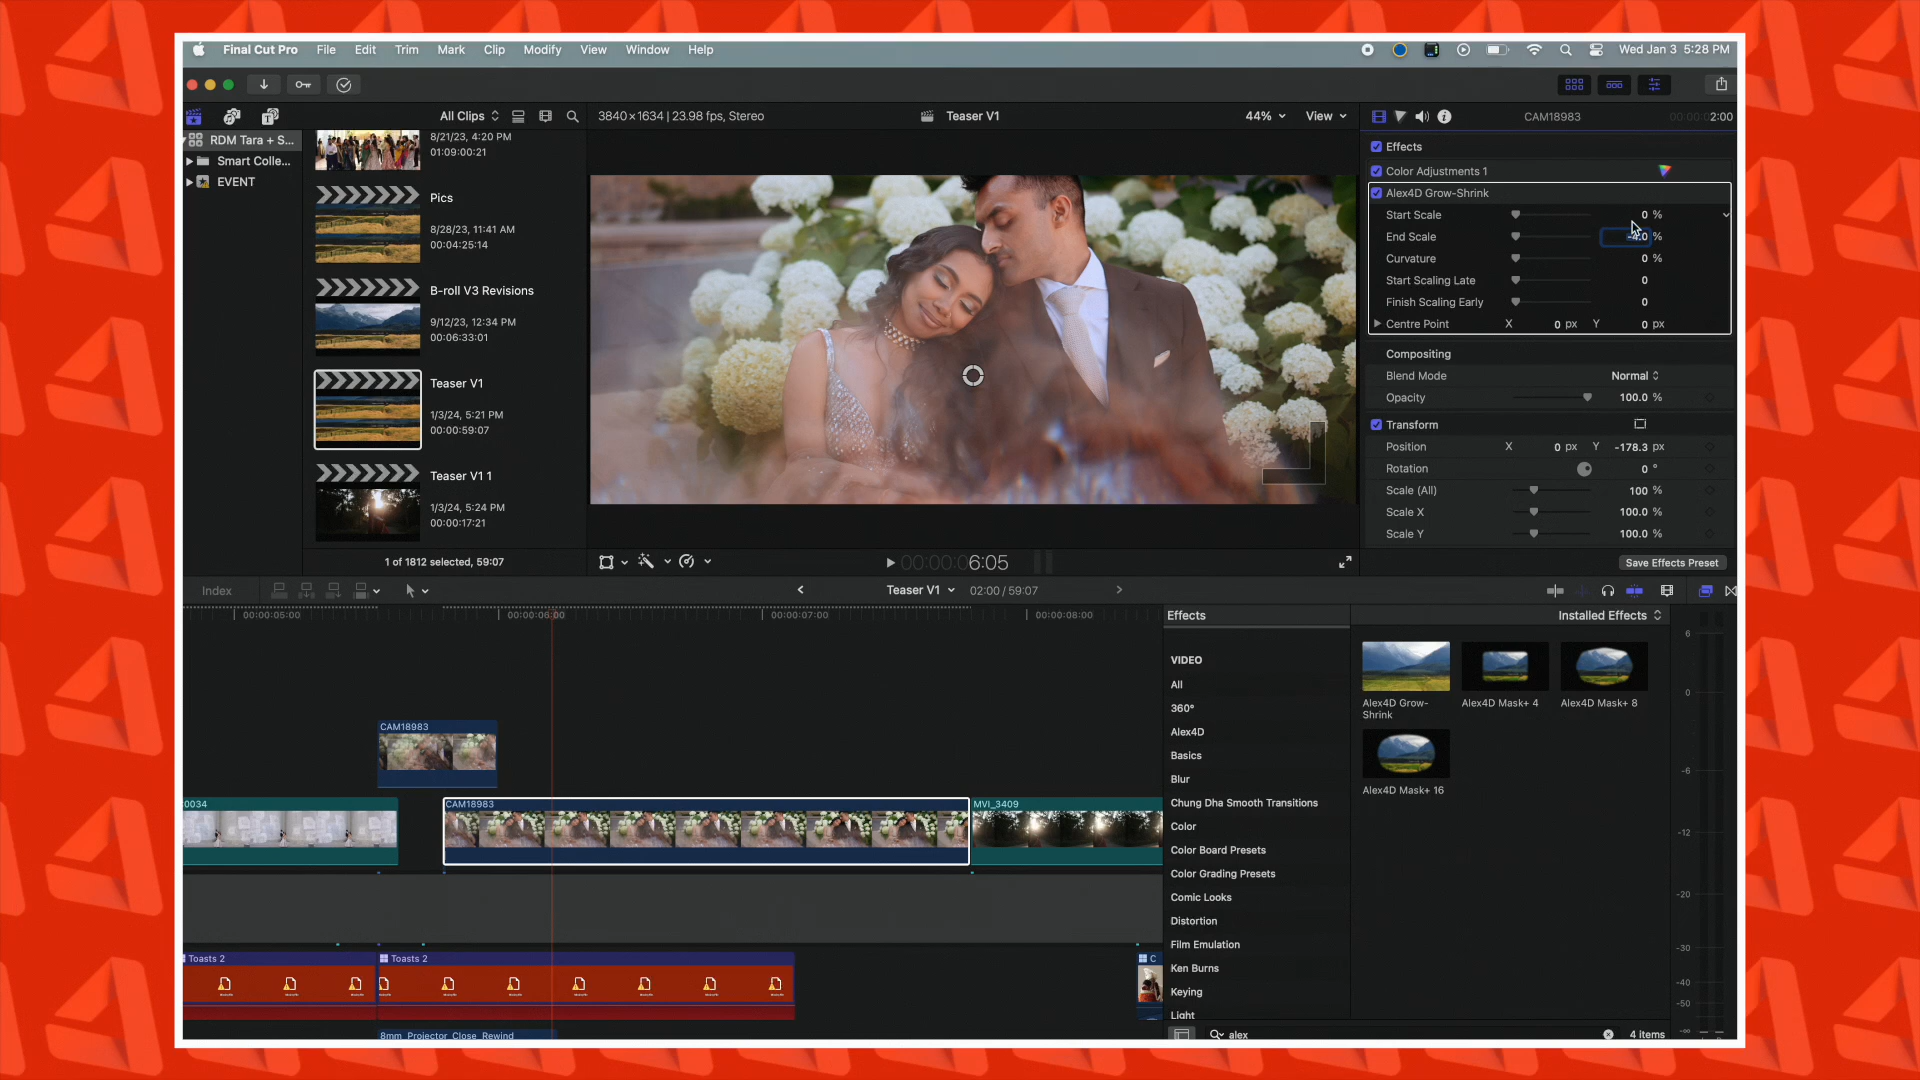 Final Cut Pro File Edit Trim Mark Clip Modify View Window Help
Wed Jan 3 5:28 PM
All Clips
3840×1634 | 23.98 fps, Stereo
Teaser V1
44%
View
CAM18983
2:00
RDM Tara + S...
Smart Colle...
EVENT
8/21/23, 4:20 PM
01:09:00:21
Pics
8/28/23, 11:41 AM
00:04:25:14
B-roll V3 Revisions
9/12/23, 12:34 PM
00:06:33:01
Teaser V1
1/3/24, 5:21 PM
00:00:59:07
Teaser V1 1
1/3/24, 5:24 PM
00:00:17:21
1 of 1812 selected, 59:07
Effects
Color Adjustments 1
Alex4D Grow-Shrink
Start Scale 0 %
End Scale -4.0 %
Curvature 0 %
Start Scaling Late 0
Finish Scaling Early 0
Centre Point X 0 px Y 0 px
Compositing
Blend Mode Normal
Opacity 100.0 %
Transform
Position X 0 px Y -178.3 px
Rotation 0 °
Scale (All) 100 %
Scale X 100.0 %
Scale Y 100.0 %
Save Effects Preset
00:00:00:6:05
Index
Teaser V1
02:00 / 59:07
00:00:05:00
00:00:06:00
00:00:07:00
00:00:08:00
CAM18983
0034
CAM18983
MVI_3409
Toasts 2
Toasts 2
C
8mm_Projector_Close_Rewind
Effects
Installed Effects
VIDEO
All
360°
Alex4D
Basics
Blur
Chung Dha Smooth Transitions
Color
Color Board Presets
Color Grading Presets
Comic Looks
Distortion
Film Emulation
Ken Burns
Keying
Light
Alex4D Grow-
Shrink
Alex4D Mask+ 4
Alex4D Mask+ 8
Alex4D Mask+ 16
alex
4 items
6
0
-6
-12
-20
-30
-40
-50
-∞